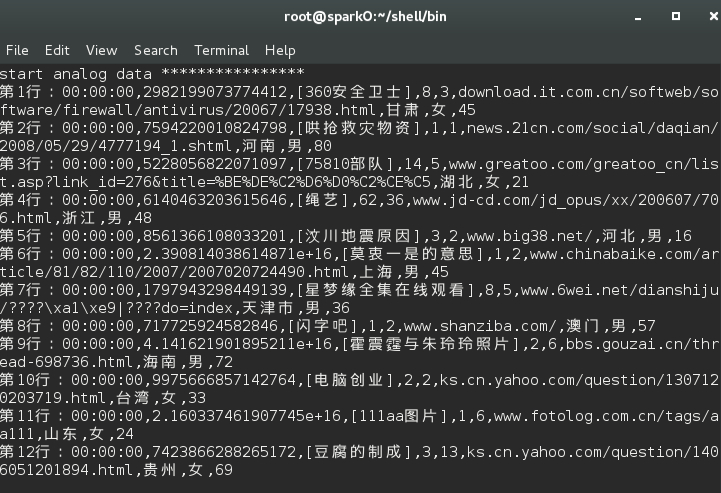 root@spark0:~/shell/bin
File Edit View Search Terminal Help
start analog data ****************
第1行：00:00:00,2982199073774412,[360安全卫士],8,3,download.it.com.cn/softweb/so
ftware/firewall/antivirus/20067/17938.html,甘肃,女,45
第2行：00:00:00,7594220010824798,[哄抢救灾物资],1,1,news.21cn.com/social/daqian/
2008/05/29/4777194_1.shtml,河南,男,80
第3行：00:00:00,5228056822071097,[75810部队],14,5,www.greatoo.com/greatoo_cn/lis
t.asp?link_id=276&title=%BE%DE%C2%D6%D0%C2%CE%C5,湖北,女,21
第4行：00:00:00,6140463203615646,[绳艺],62,36,www.jd-cd.com/jd_opus/xx/200607/70
6.html,浙江,男,48
第5行：00:00:00,8561366108033201,[汶川地震原因],3,2,www.big38.net/,河北,男,16
第6行：00:00:00,2.390814038614871e+16,[莫衷一是的意思],1,2,www.chinabaike.com/ar
ticle/81/82/110/2007/2007020724490.html,上海,男,45
第7行：00:00:00,1797943298449139,[星梦缘全集在线观看],8,5,www.6wei.net/dianshiju
/????\xa1\xe9|????do=index,天津市,男,36
第8行：00:00:00,717725924582846,[闪字吧],1,2,www.shanziba.com/,澳门,男,57
第9行：00:00:00,4.141621901895211e+16,[霍震霆与朱玲玲照片],2,6,bbs.gouzai.cn/thr
ead-698736.html,海南,男,72
第10行：00:00:00,9975666857142764,[电脑创业],2,2,ks.cn.yahoo.com/question/130712
0203719.html,台湾,女,33
第11行：00:00:00,2.160337461907745e+16,[111aa图片],1,6,www.fotolog.com.cn/tags/a
a111,山东,女,24
第12行：00:00:00,7423866288265172,[豆腐的制成],3,13,ks.cn.yahoo.com/question/140
6051201894.html,贵州,女,69